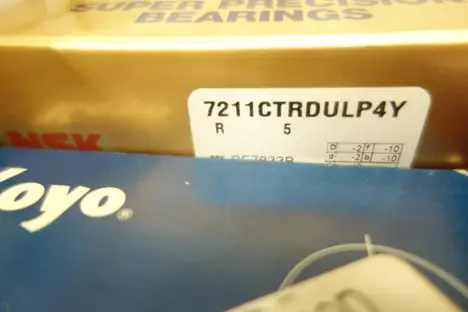 SUPER PRECISION
BEARINGS
7211CTRDULP4Y
R 5
NSK
D -2 f -10
d -2 b -10
Koyo®